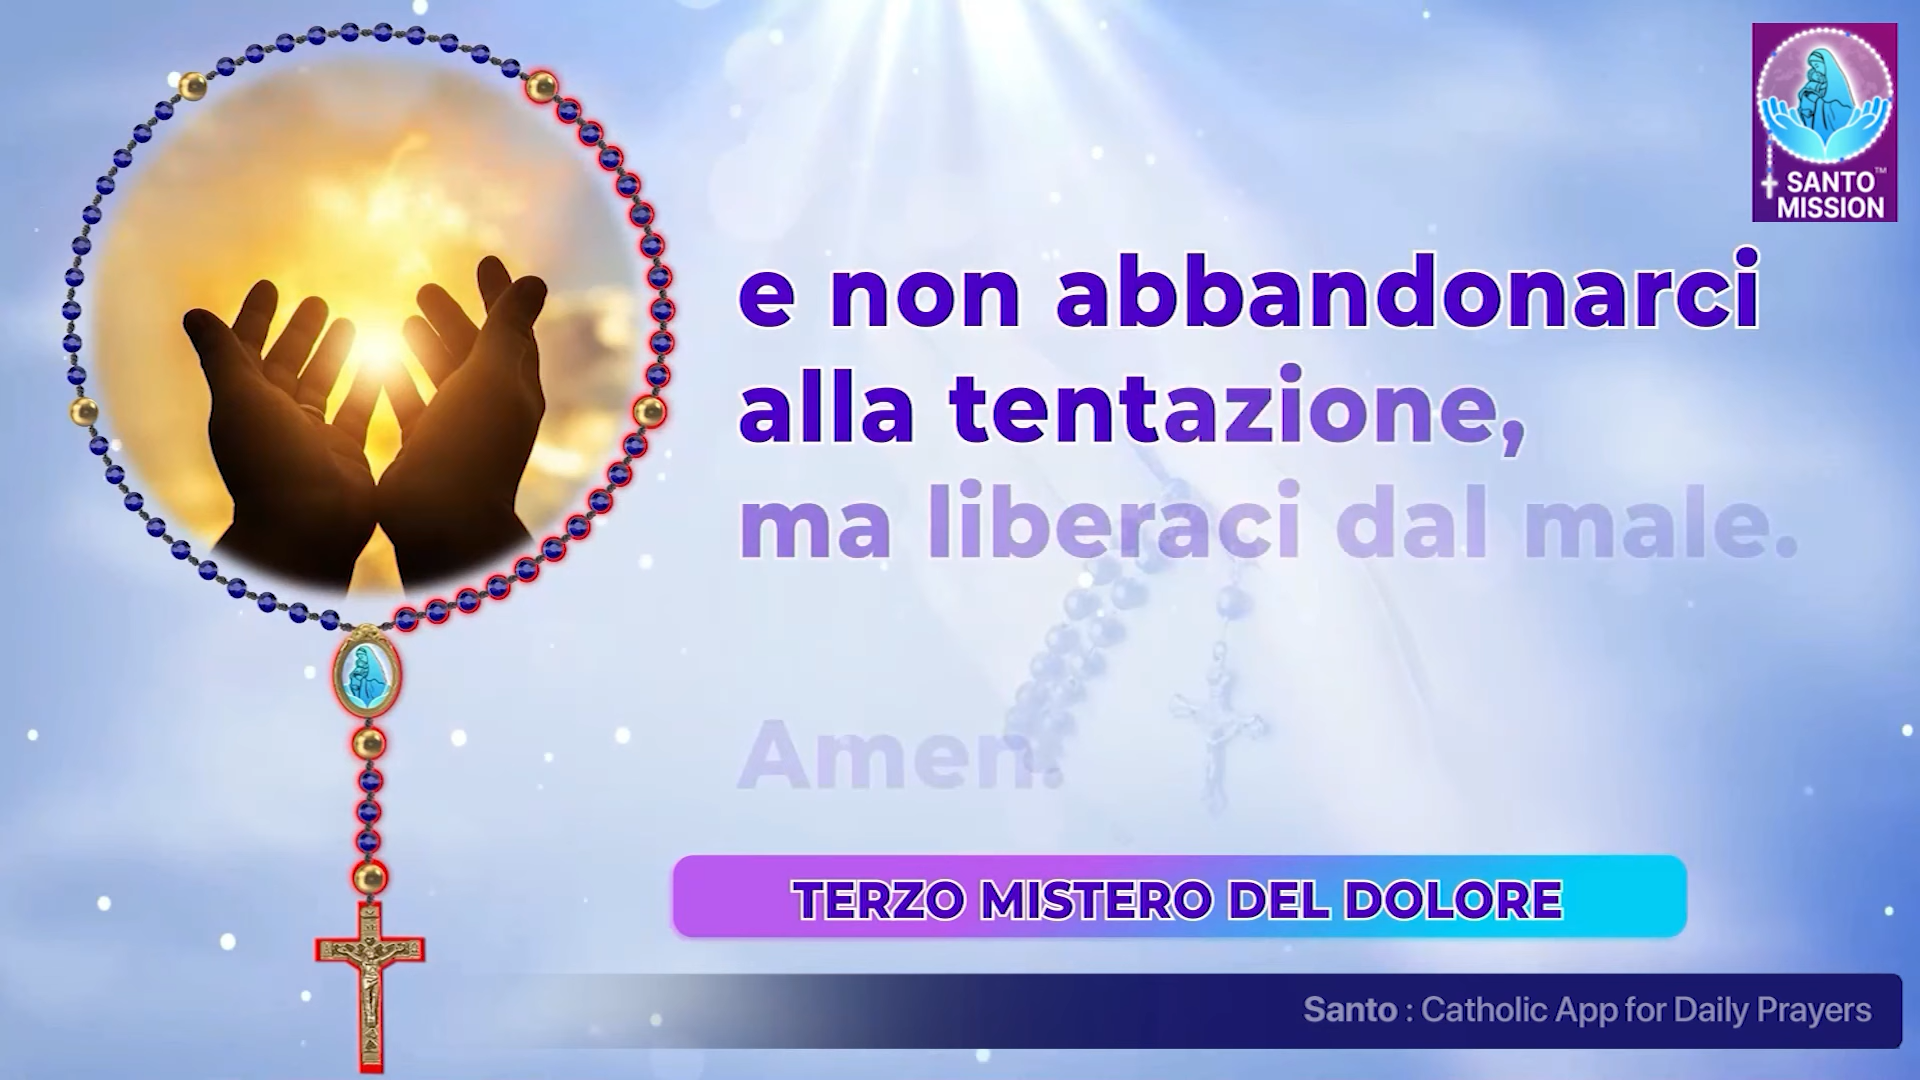 SANTO™
MISSION
e non abbandonarci
alla tentazione,
ma liberaci dal male.
Amen.
TERZO MISTERO DEL DOLORE
Santo : Catholic App for Daily Prayers